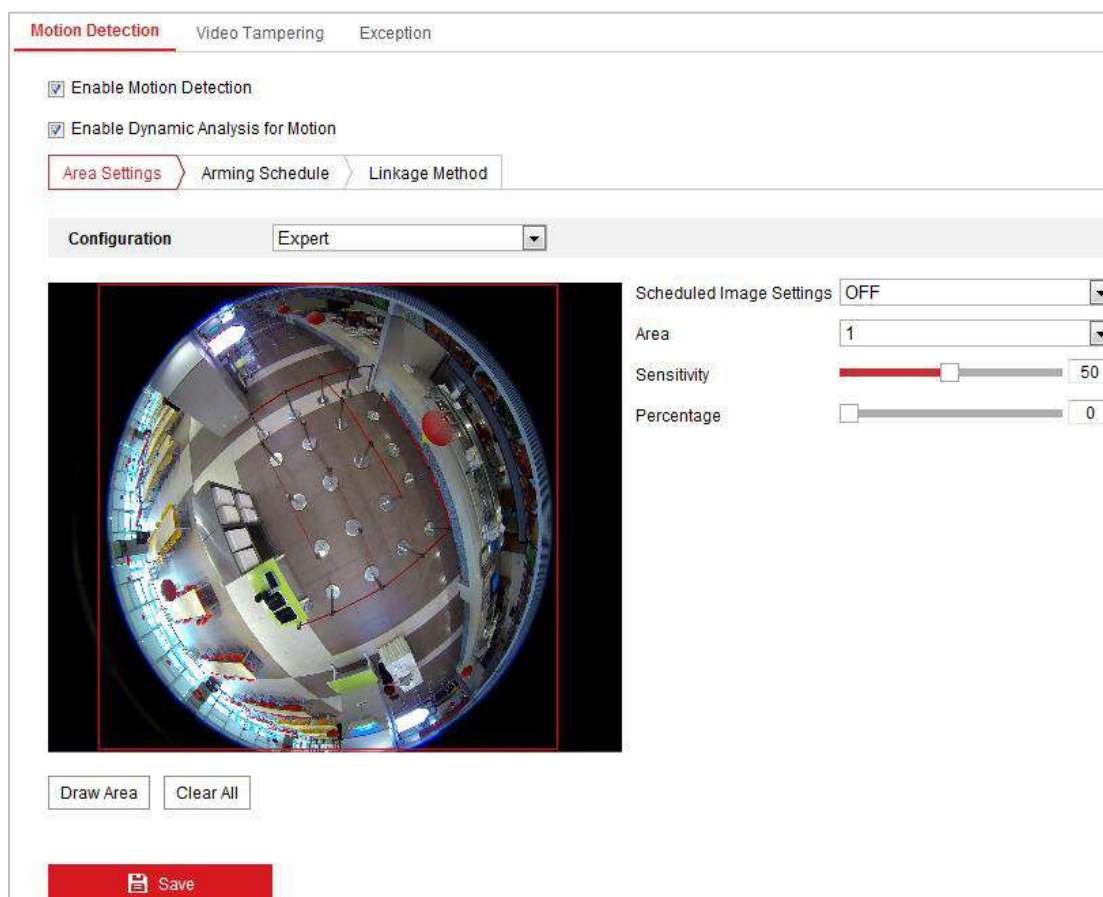 Motion Detection Video Tampering Exception
Enable Motion Detection
Enable Dynamic Analysis for Motion
Area Settings Arming Schedule Linkage Method
Configuration Expert
Scheduled Image Settings OFF
Area 1
Sensitivity 50
Percentage 0
Draw Area Clear All
Save